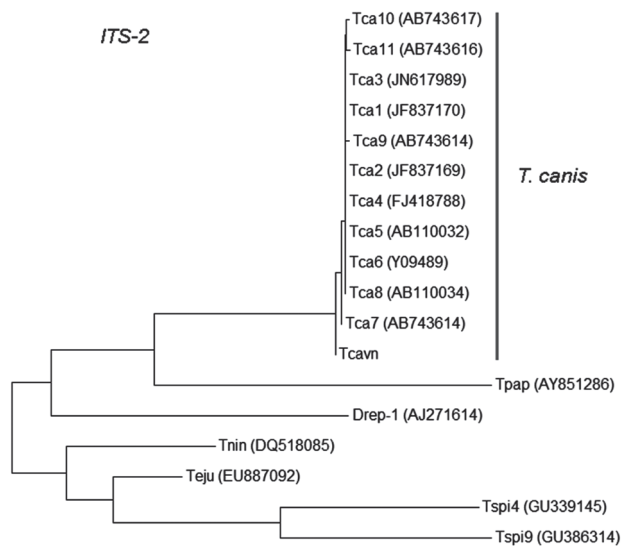 ITS-2
Tca10 (AB743617)
Tca11 (AB743616)
Tca3 (JN617989)
Tca1 (JF837170)
Tca9 (AB743614)
Tca2 (JF837169)
T. canis
Tca4 (FJ418788)
Tca5 (AB110032)
Tca6 (Y09489)
Tca8 (AB110034)
Tca7 (AB743614)
Tcavn
Tpap (AY851286)
Drep-1 (AJ271614)
Tnin (DQ518085)
Teju (EU887092)
Tspi4 (GU339145)
Tspi9 (GU386314)